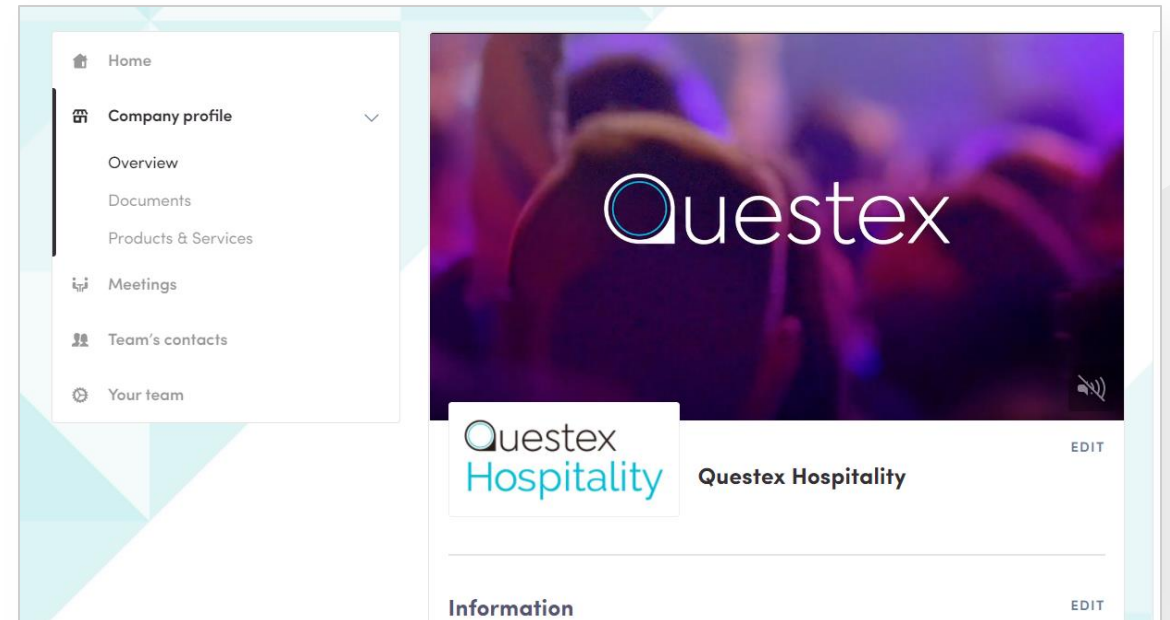 Home
Company profile
Overview
Documents
Products & Services
Meetings
Team's contacts
Your team
Questex
Questex
Hospitality
Questex Hospitality
EDIT
Information
EDIT